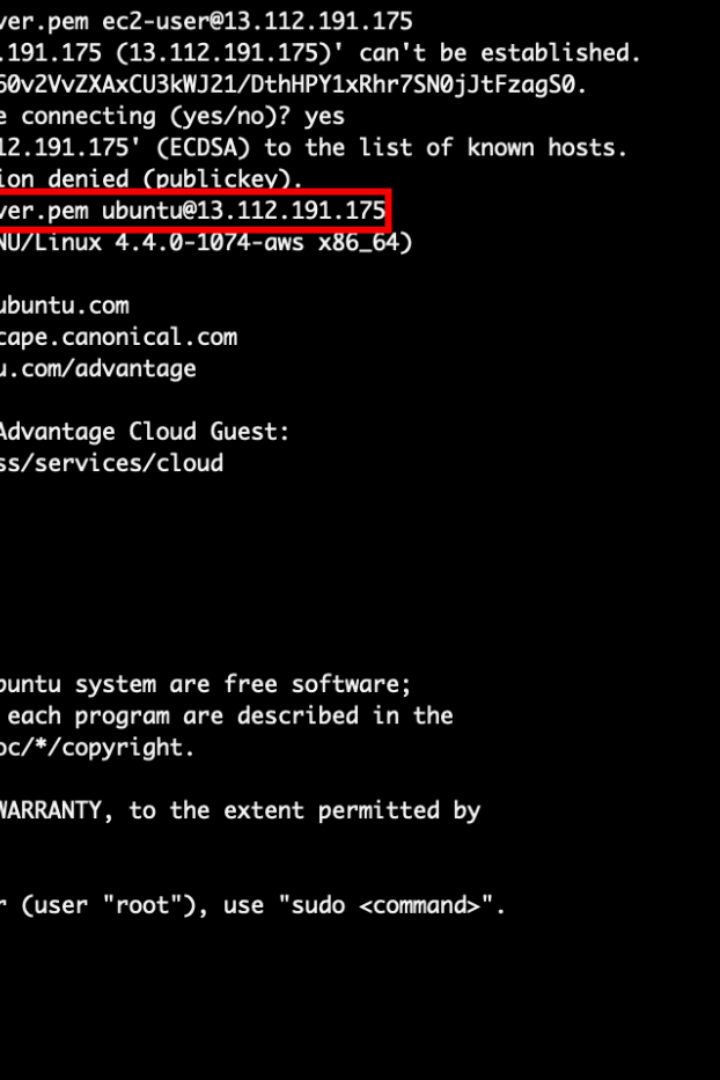 ver.pem ec2-user@13.112.191.175
.191.175 (13.112.191.175)' can't be established.
60v2VvZXAxCU3kWJ21/DthHPY1xRhr7SN0jJtFzagS0.
e connecting (yes/no)? yes
12.191.175' (ECDSA) to the list of known hosts.
ion denied (publickey).
ver.pem ubuntu@13.112.191.175
NU/Linux 4.4.0-1074-aws x86_64)
ubuntu.com
cape.canonical.com
u.com/advantage
Advantage Cloud Guest:
ss/services/cloud
buntu system are free software;
each program are described in the
oc/*/copyright.
WARRANTY, to the extent permitted by
r (user "root"), use "sudo <command>".